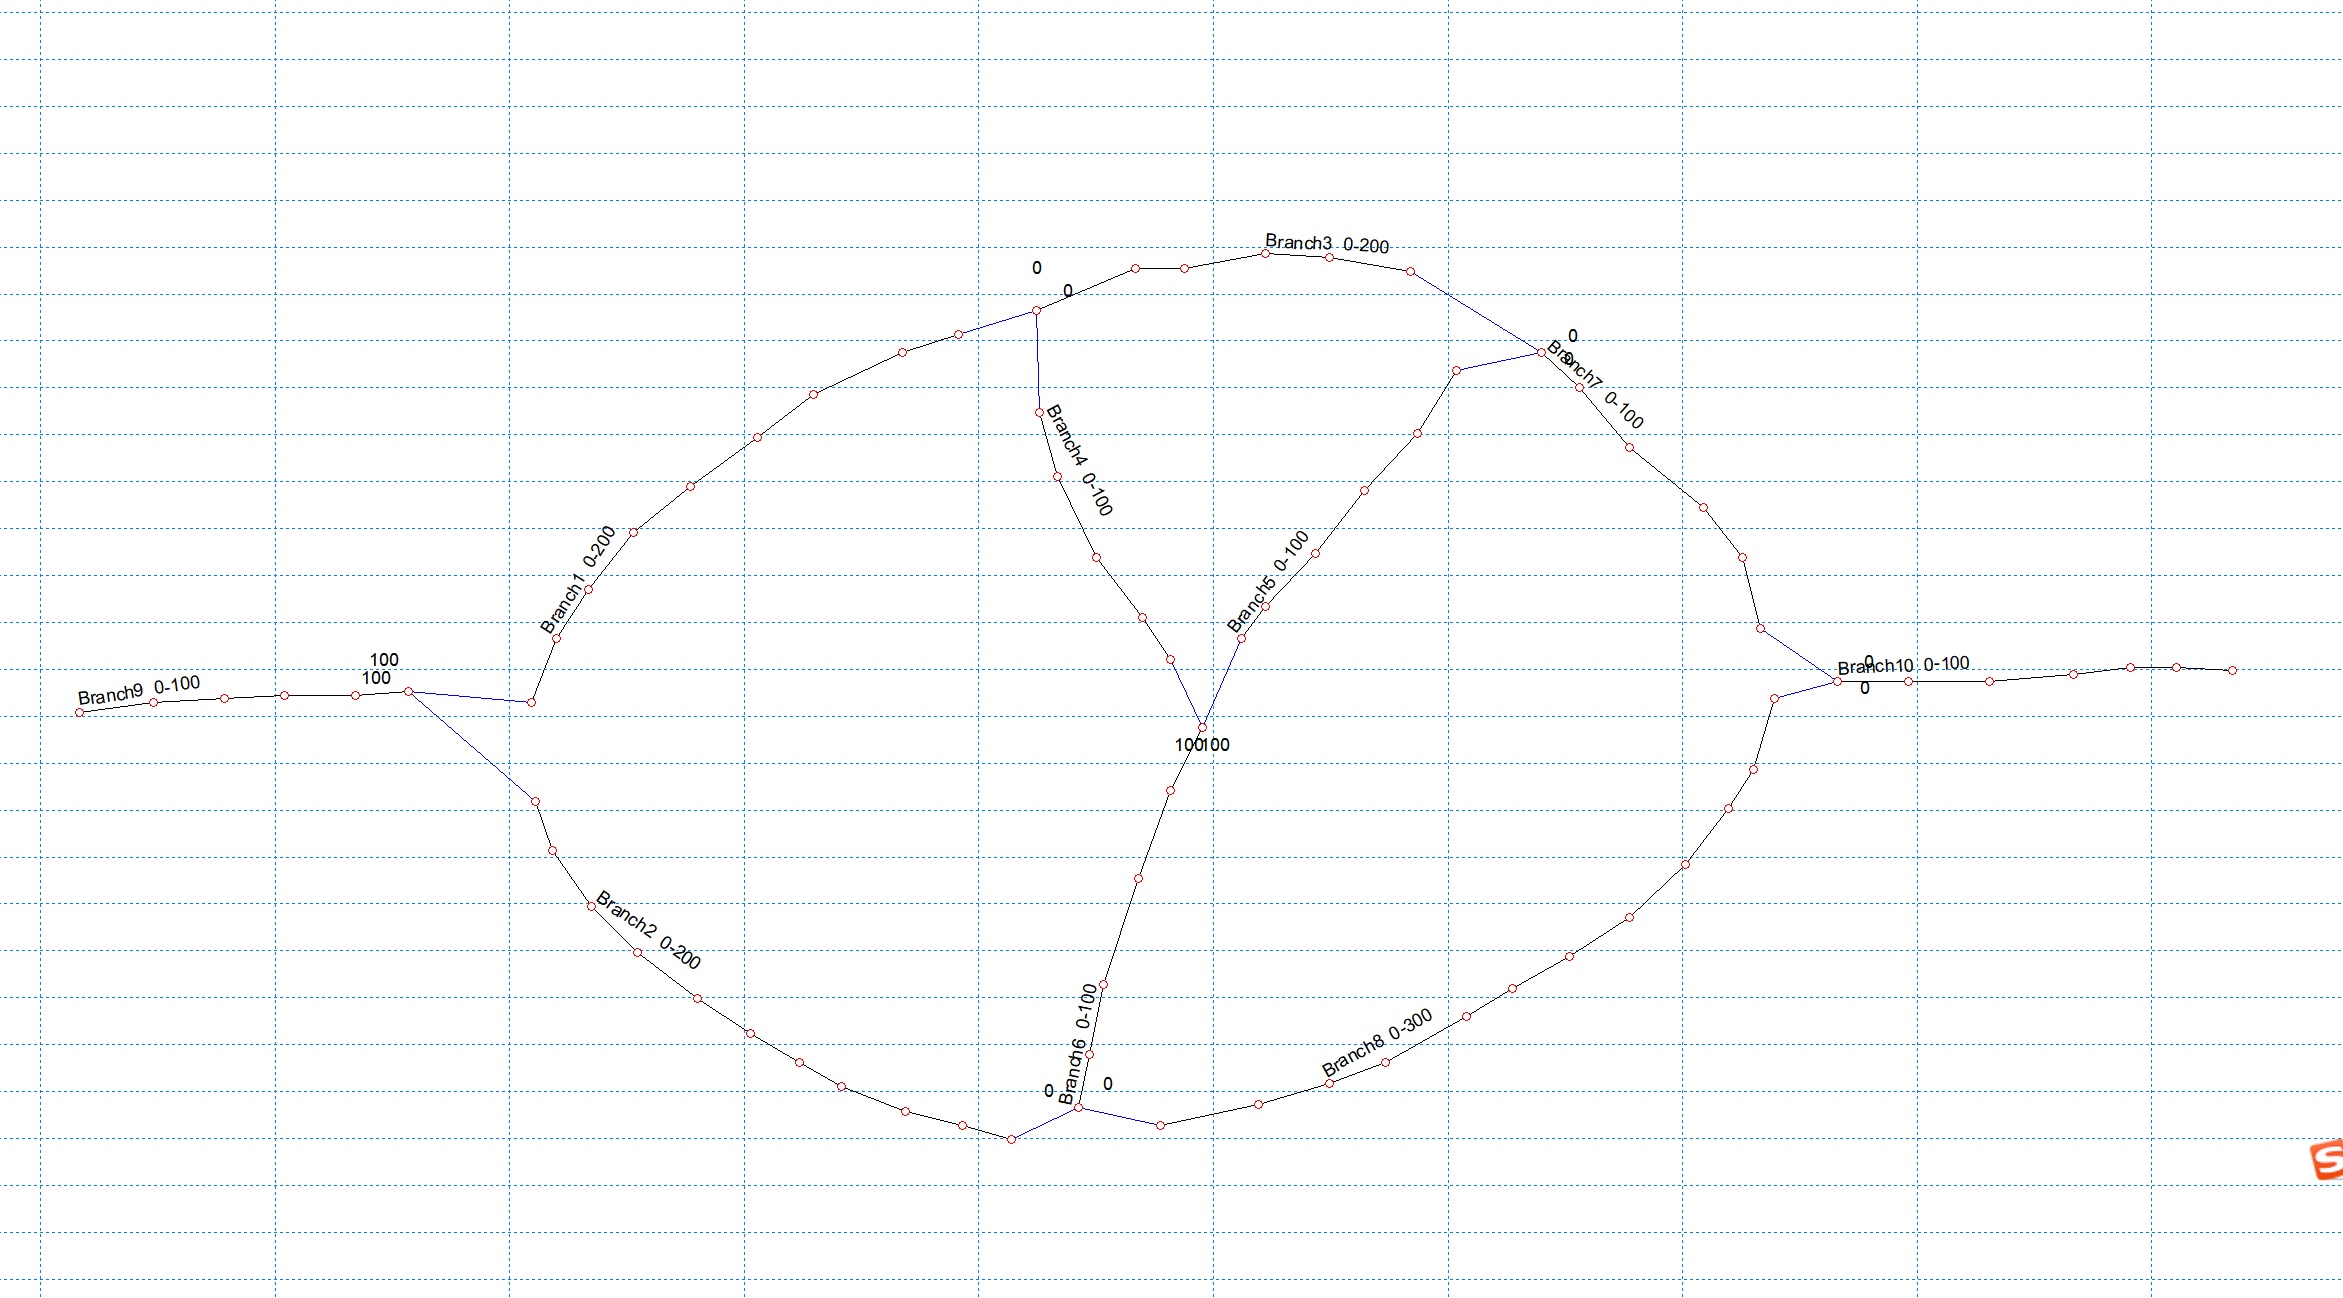 Branch3 0-200
0
0
0
0
Branch7 0-100
Branch4 0-100
Branch1 0-200
Branch5 0-100
100
100
Branch9 0-100
0
Branch10 0-100
0
100100
Branch2 0-200
Branch6 0-100
Branch8 0-300
0
0
S